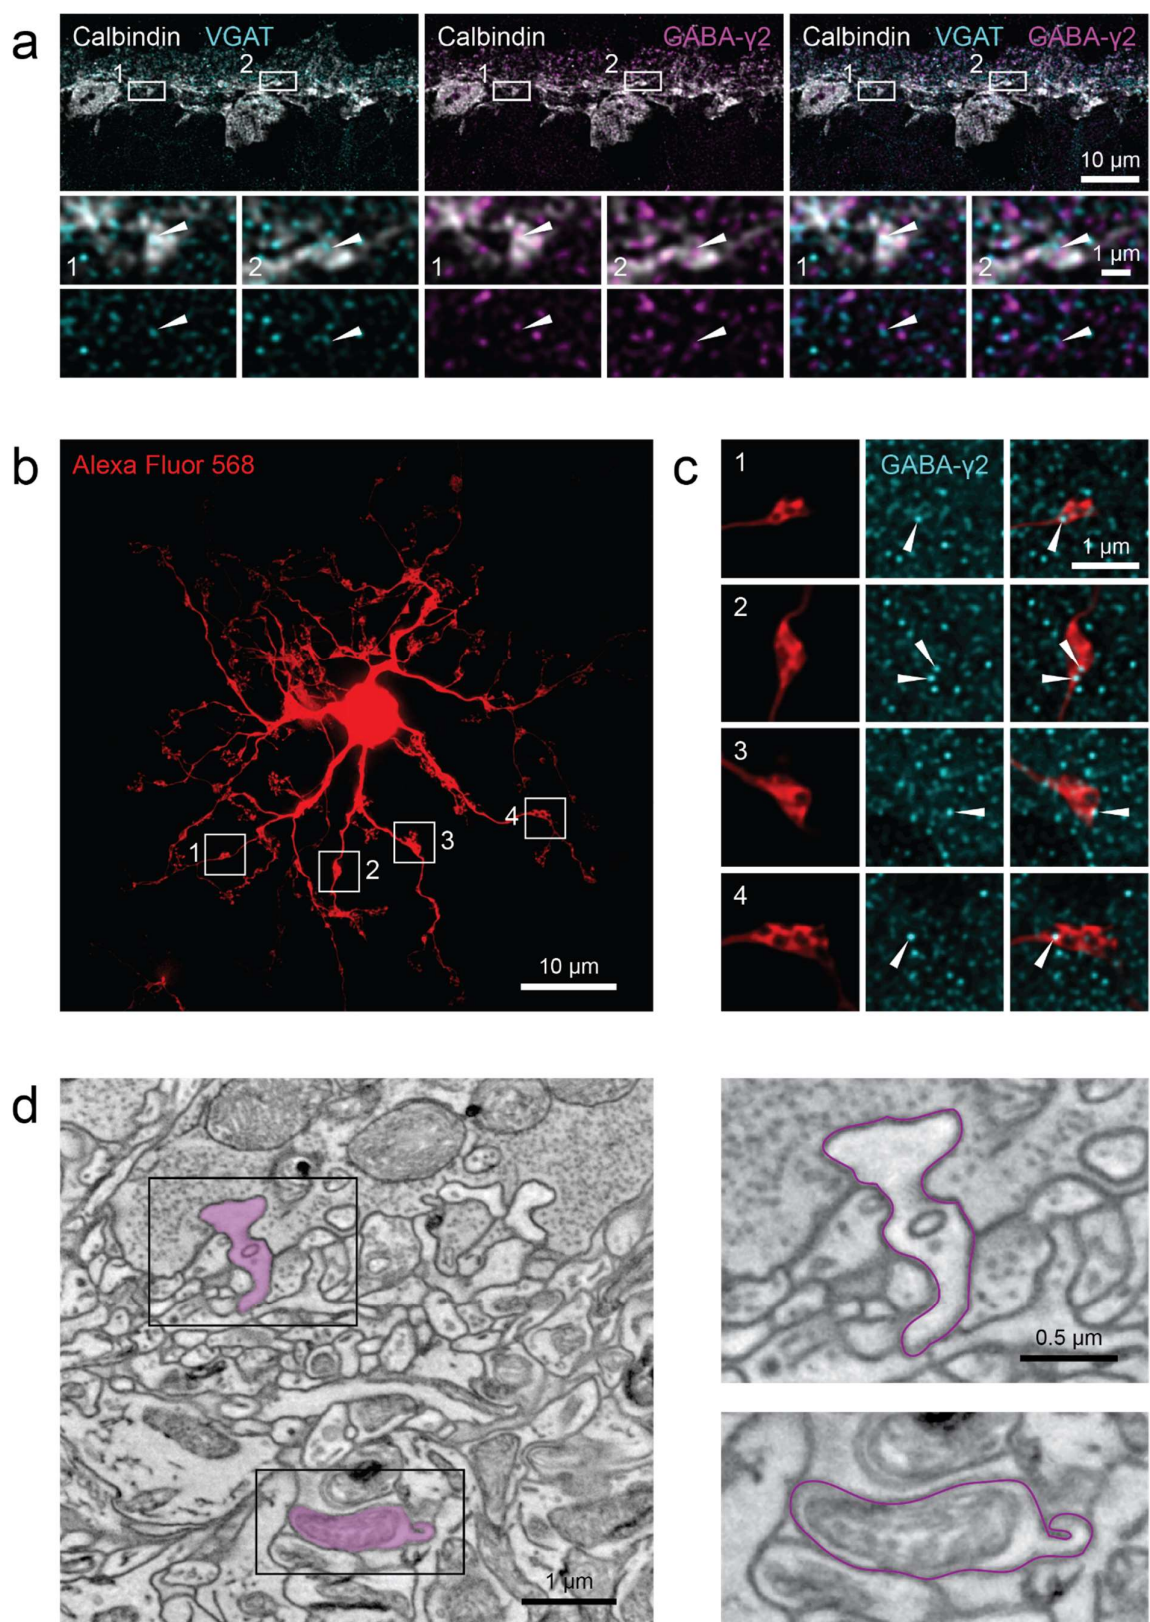 a
Calbindin VGAT
1
2
Calbindin GABA-γ2
1
2
Calbindin VGAT GABA-γ2
1
2
10 µm
1
2
1
2
1
2
1 µm
b
Alexa Fluor 568
1
2
3
4
10 µm
c
1
GABA-γ2
1 µm
2
3
4
d
1 µm
0.5 µm